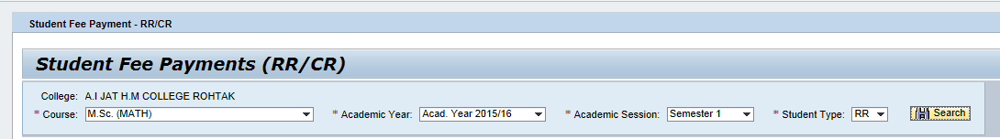 Student Fee Payment - RR/CR
Student Fee Payments (RR/CR)
College: A.I JAT H.M COLLEGE ROHTAK
* Course: M.Sc. (MATH) * Academic Year: Acad. Year 2015/16 * Academic Session: Semester 1 * Student Type: RR Search